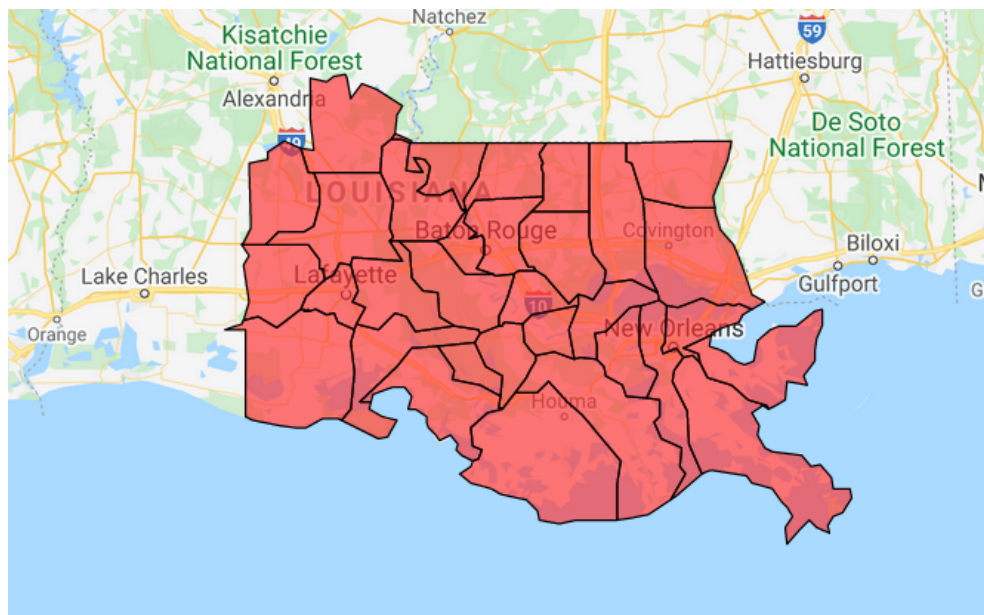 Natchez
Kisatchie
National Forest
59
Hattiesburg
Alexandria
49
De Soto
National Forest
LOUISIANA
Baton Rouge
Covington
Biloxi
Lake Charles
Lafayette
Gulfport
G
10
Orange
New Orleans
Houma